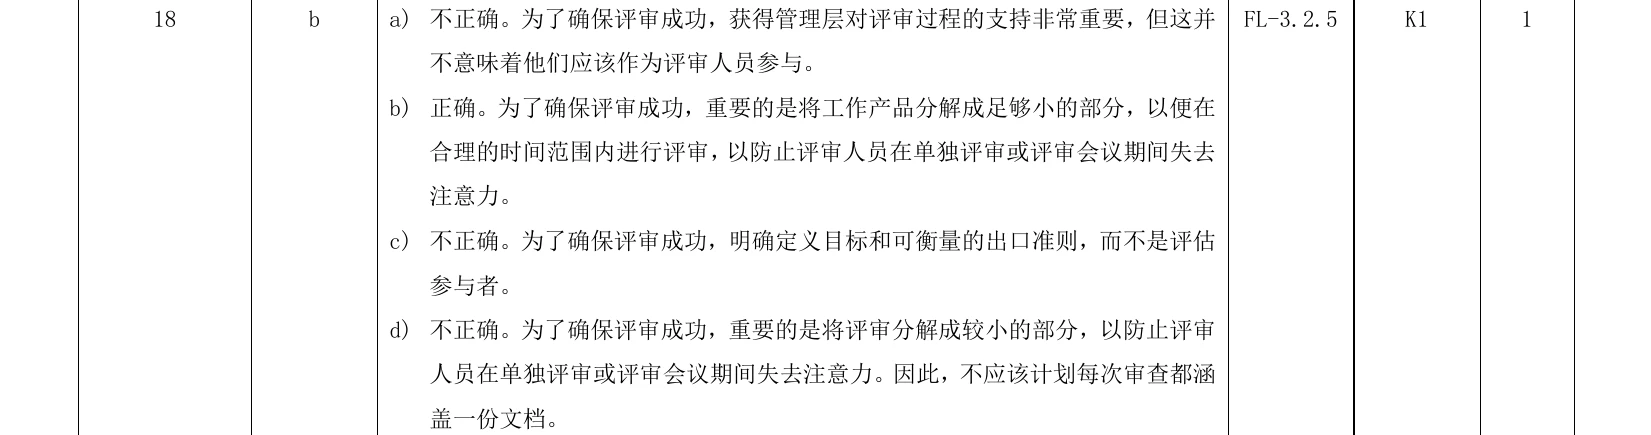 18 b a) 不正确。为了确保评审成功，获得管理层对评审过程的支持非常重要，但这并 FL-3.2.5 K1 1
不意味着他们应该作为评审人员参与。
b) 正确。为了确保评审成功，重要的是将工作产品分解成足够小的部分，以便在
合理的时间范围内进行评审，以防止评审人员在单独评审或评审会议期间失去
注意力。
c) 不正确。为了确保评审成功，明确定义目标和可衡量的出口准则，而不是评估
参与者。
d) 不正确。为了确保评审成功，重要的是将评审分解成较小的部分，以防止评审
人员在单独评审或评审会议期间失去注意力。因此，不应该计划每次审查都涵
盖一份文档。